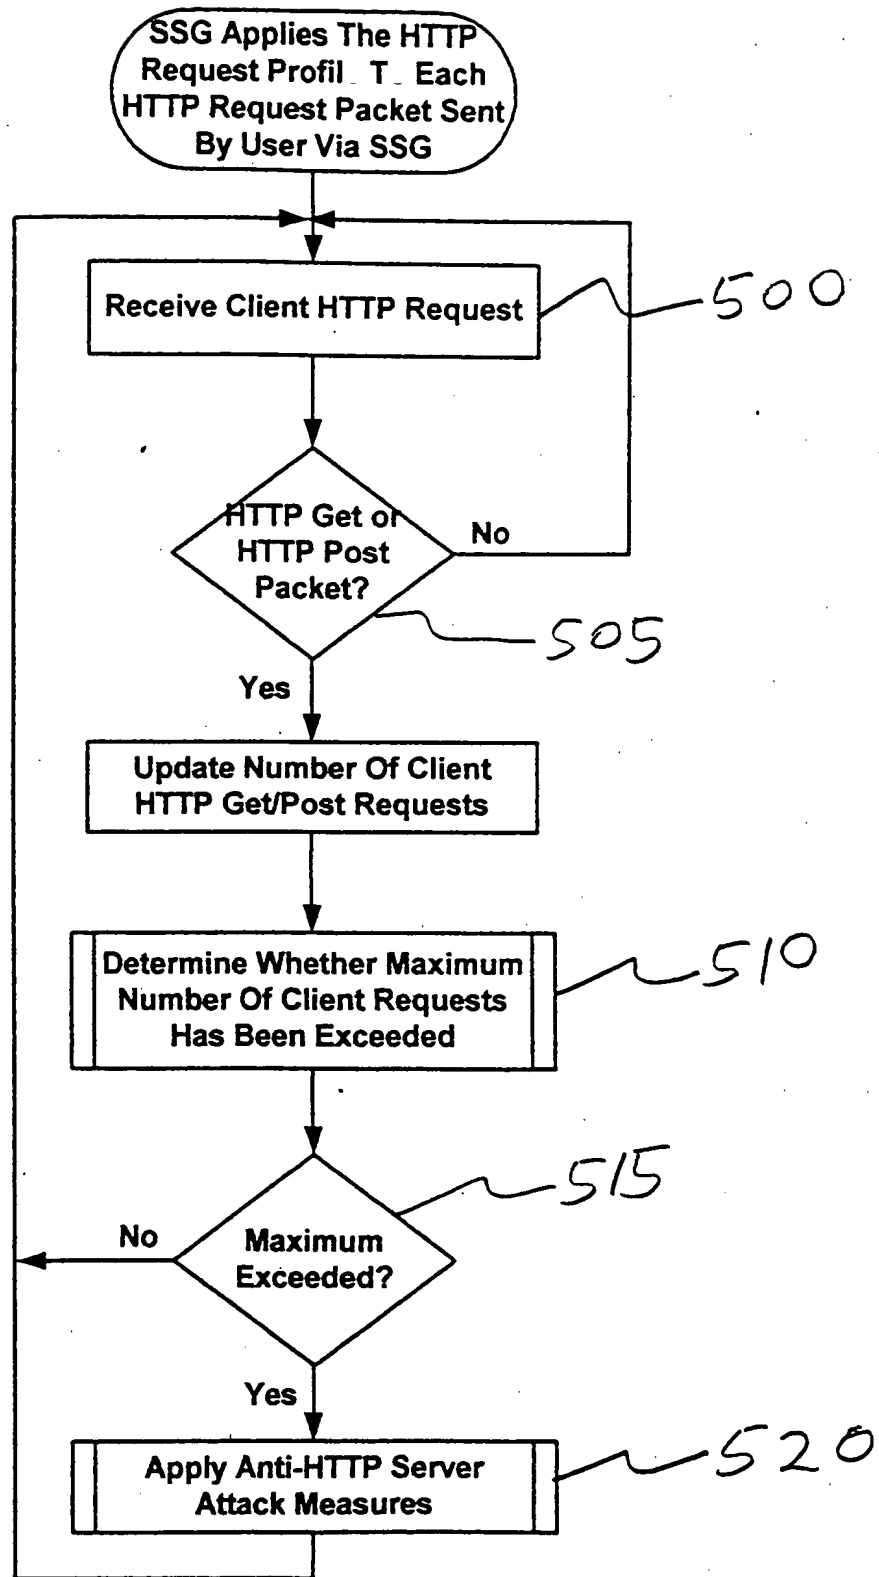 SSG Applies The HTTP
Request Profil_ T_ Each
HTTP Request Packet Sent
By User Via SSG
Receive Client HTTP Request
500
HTTP Get or
HTTP Post
Packet?
No
505
Yes
Update Number Of Client
HTTP Get/Post Requests
Determine Whether Maximum
Number Of Client Requests
Has Been Exceeded
510
515
No
Maximum
Exceeded?
Yes
Apply Anti-HTTP Server
Attack Measures
520